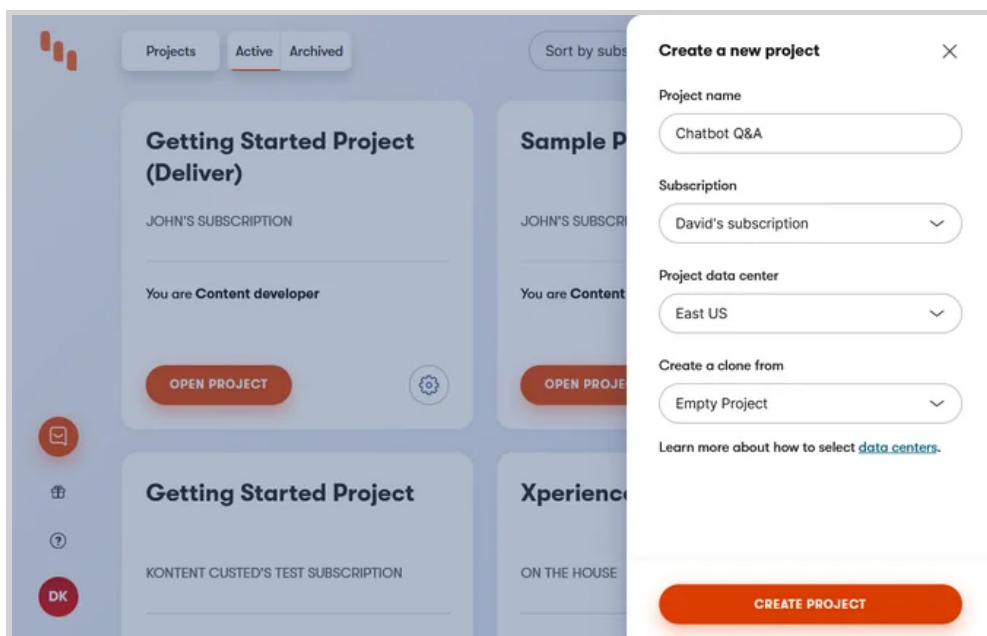 Projects
Active
Archived
Sort by subs
Getting Started Project
(Deliver)
JOHN'S SUBSCRIPTION
You are Content developer
OPEN PROJECT
Sample P
JOHN'S SUBSCRI
You are Content
OPEN PROJE
Getting Started Project
KONTENT CUSTED'S TEST SUBSCRIPTION
Xperienc
ON THE HOUSE
?
DK
Create a new project
Project name
Chatbot Q&A
Subscription
David's subscription
Project data center
East US
Create a clone from
Empty Project
Learn more about how to select data centers.
CREATE PROJECT